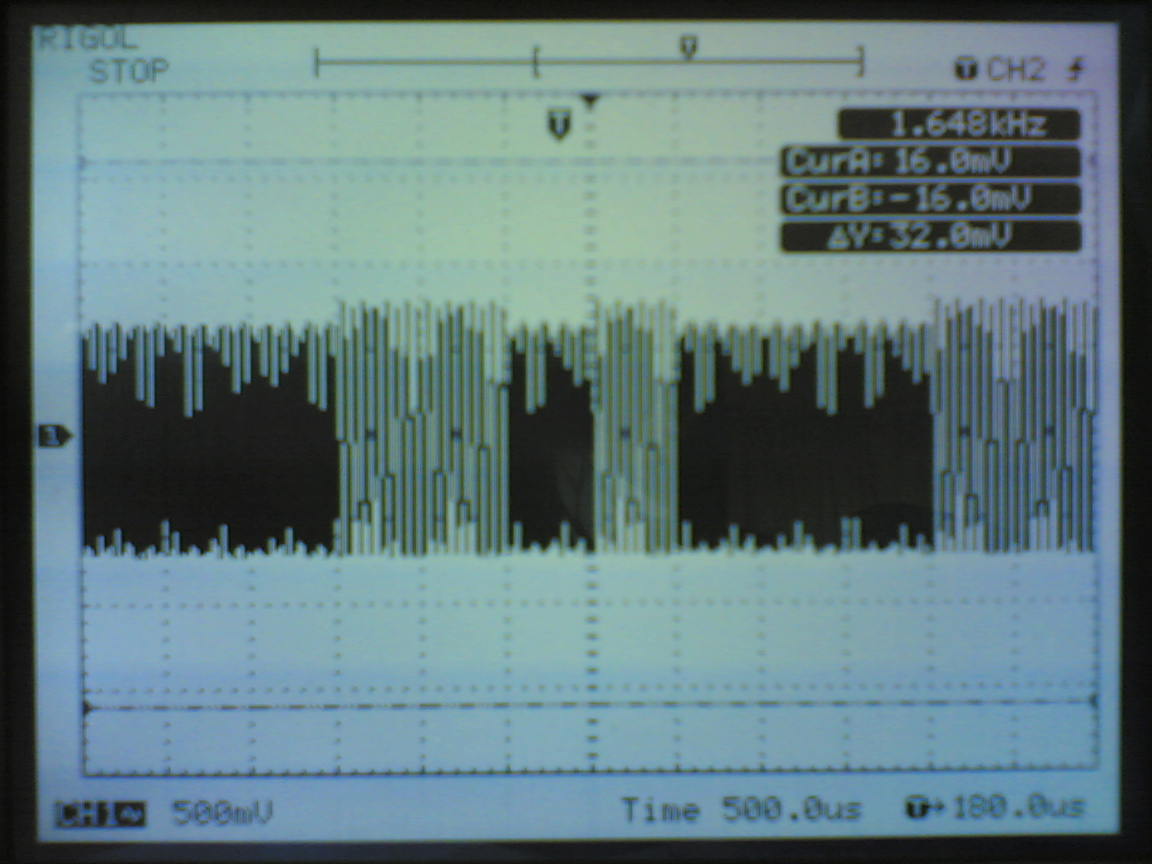 RIGOL
STOP
T CH2
T
1.648kHz
CurA: 16.0mV
CurB:-16.0mV
ΔY: 32.0mV
1
CH1 500mV Time 500.0us T→180.0us